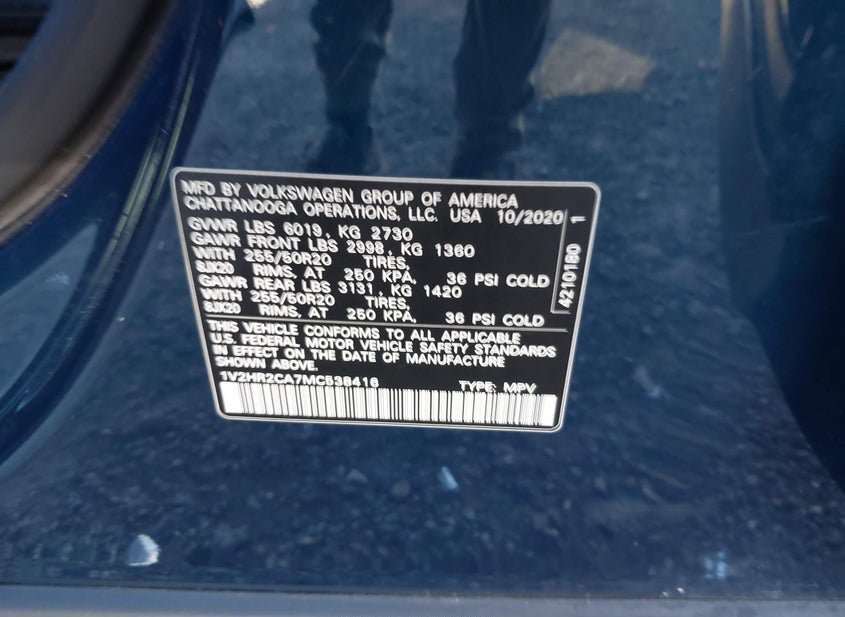 MFD BY VOLKSWAGEN GROUP OF AMERICA
CHATTANOOGA OPERATIONS, LLC. USA 10/2020
GVWR LBS 6019, KG 2730
GAWR FRONT LBS 2998, KG 1360
WITH 255/50R20 TIRES,
8JX20 RIMS, AT 250 KPA, 36 PSI COLD
GAWR REAR LBS 3131, KG 1420
WITH 255/50R20 TIRES,
8JX20 RIMS, AT 250 KPA, 36 PSI COLD
THIS VEHICLE CONFORMS TO ALL APPLICABLE
U.S. FEDERAL MOTOR VEHICLE SAFETY STANDARDS
IN EFFECT ON THE DATE OF MANUFACTURE
SHOWN ABOVE.
1V2HR2CA7MC538416 TYPE: MPV
4210180 1